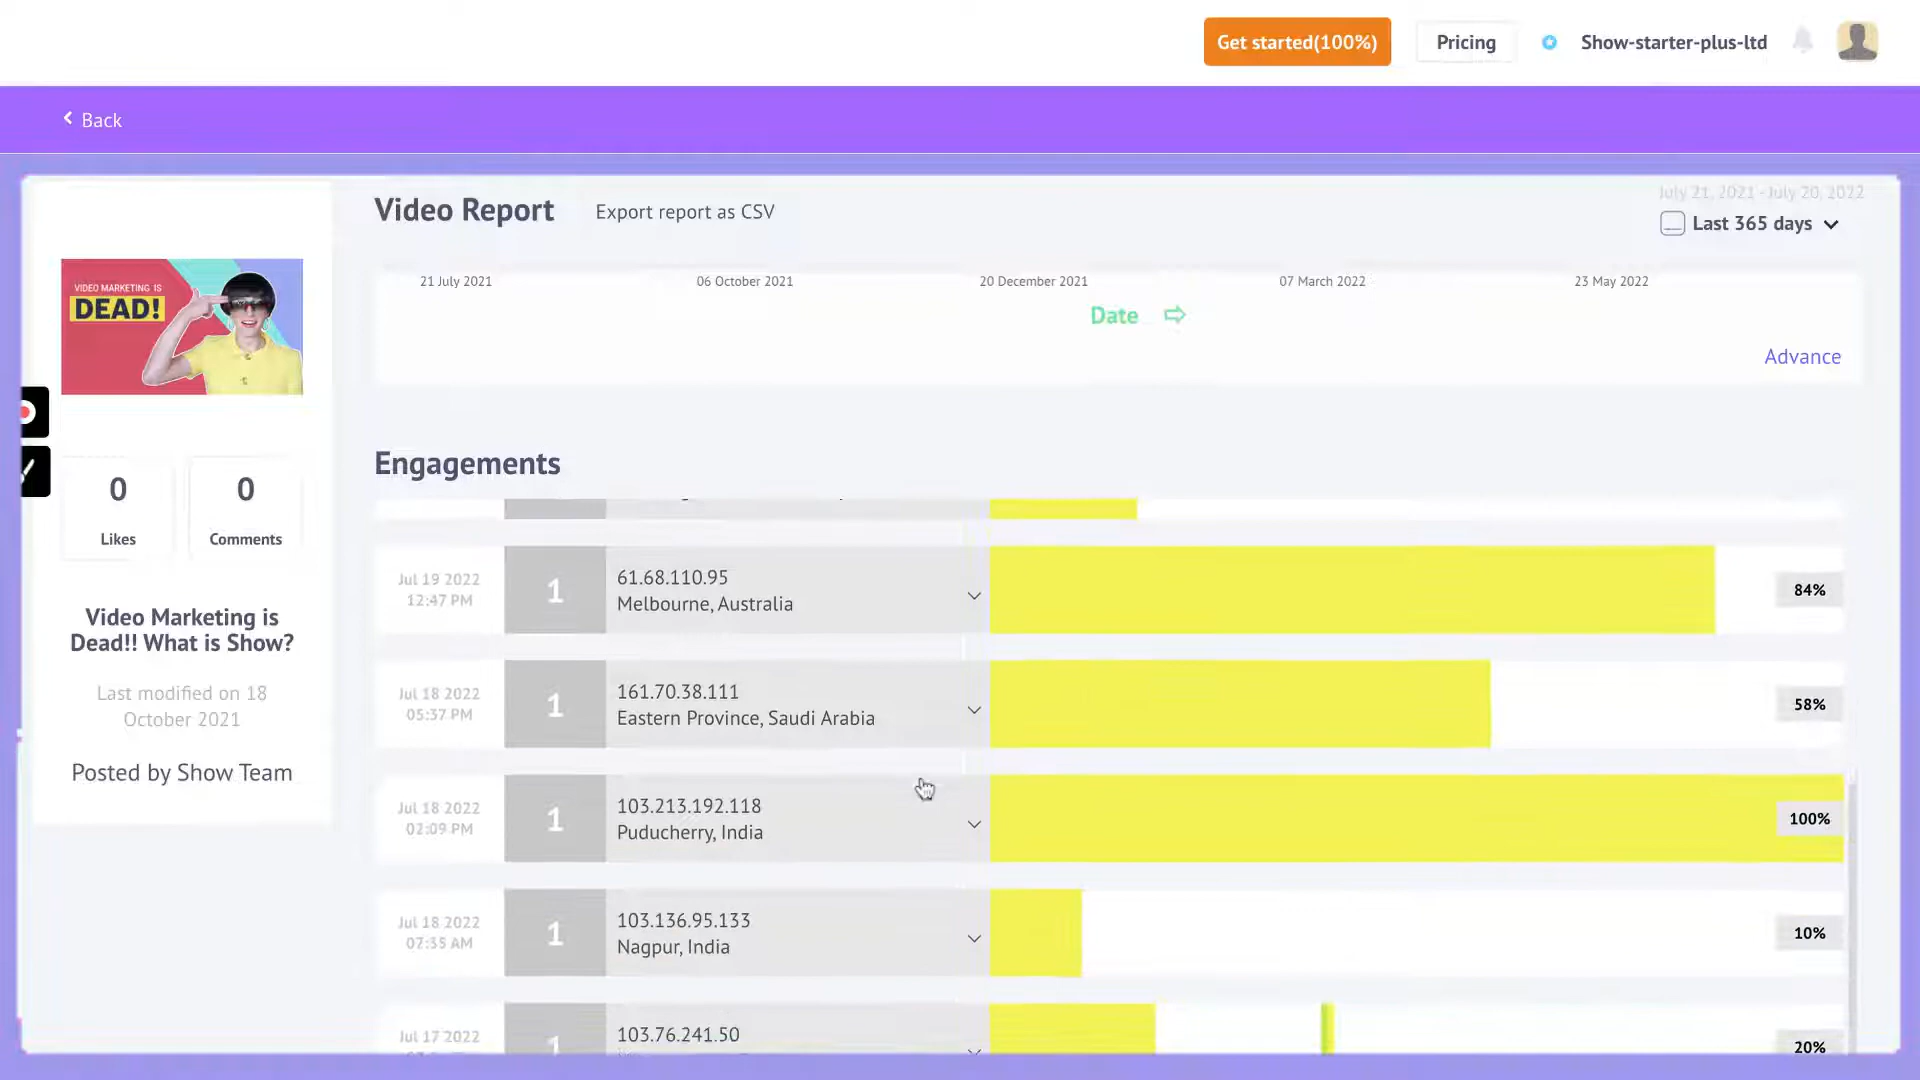 Get started(100%)
Pricing
Show-starter-plus-ltd
Back
Video Report
Export report as CSV
July 21, 2021 - July 20, 2022
Last 365 days
21 July 2021
06 October 2021
20 December 2021
07 March 2022
23 May 2022
Date
Advance
VIDEO MARKETING IS
DEAD!
0
Likes
0
Comments
Video Marketing is
Dead!! What is Show?
Last modified on 18
October 2021
Posted by Show Team
Engagements
Jul 19 2022
12:47 PM
1
61.68.110.95
Melbourne, Australia
84%
Jul 18 2022
05:37 PM
1
161.70.38.111
Eastern Province, Saudi Arabia
58%
Jul 18 2022
02:09 PM
1
103.213.192.118
Puducherry, India
100%
Jul 18 2022
07:35 AM
1
103.136.95.133
Nagpur, India
10%
Jul 17 2022
1
103.76.241.50
20%